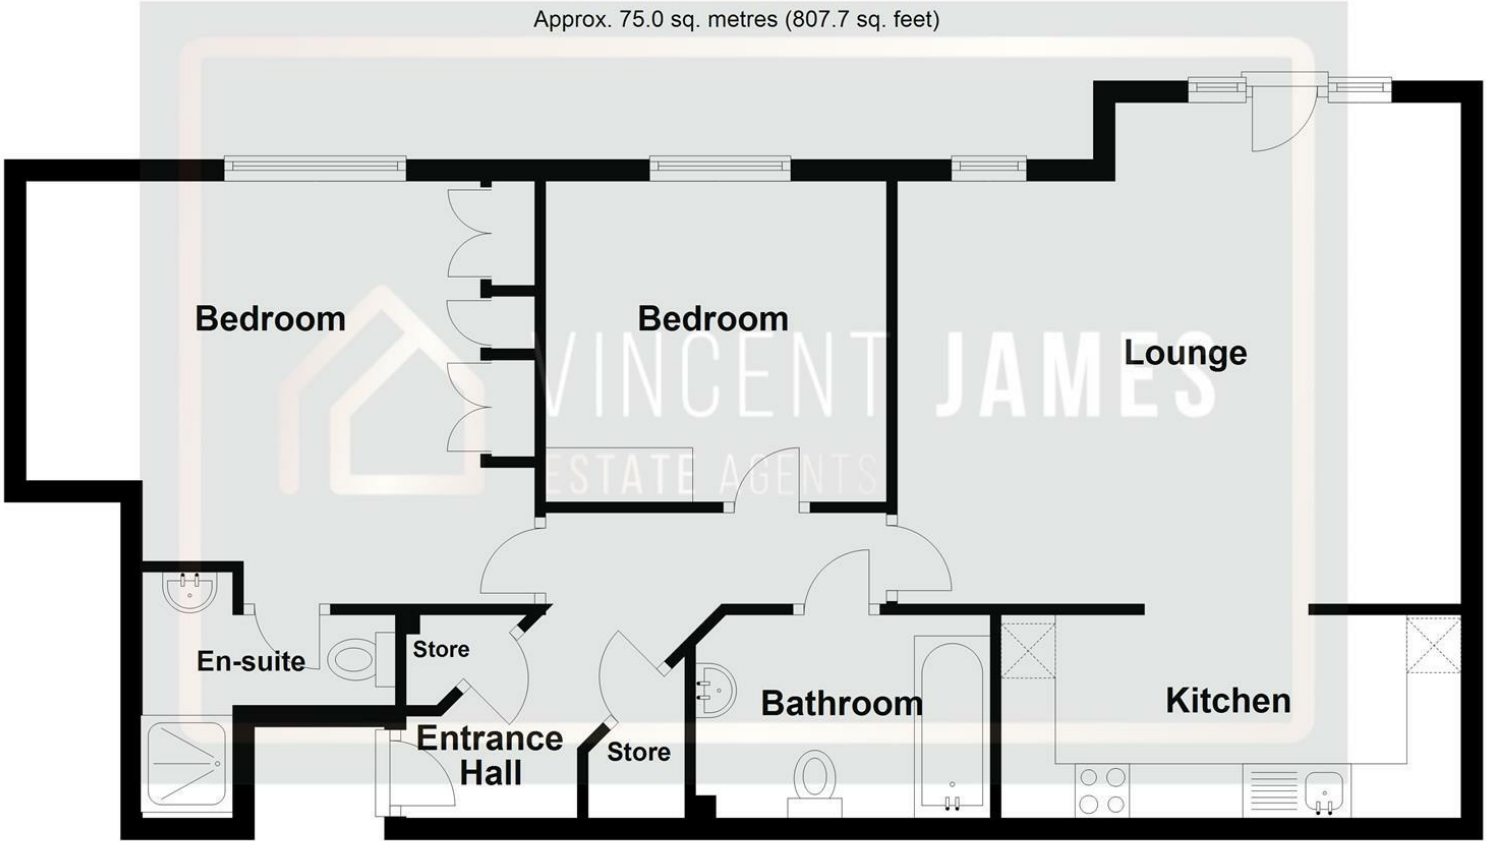 Approx. 75.0 sq. metres (807.7 sq. feet)
Bedroom
Bedroom
Lounge
VINCENT JAMES
ESTATE AGENTS
Store
En-suite
Kitchen
Bathroom
Entrance
Hall
Store